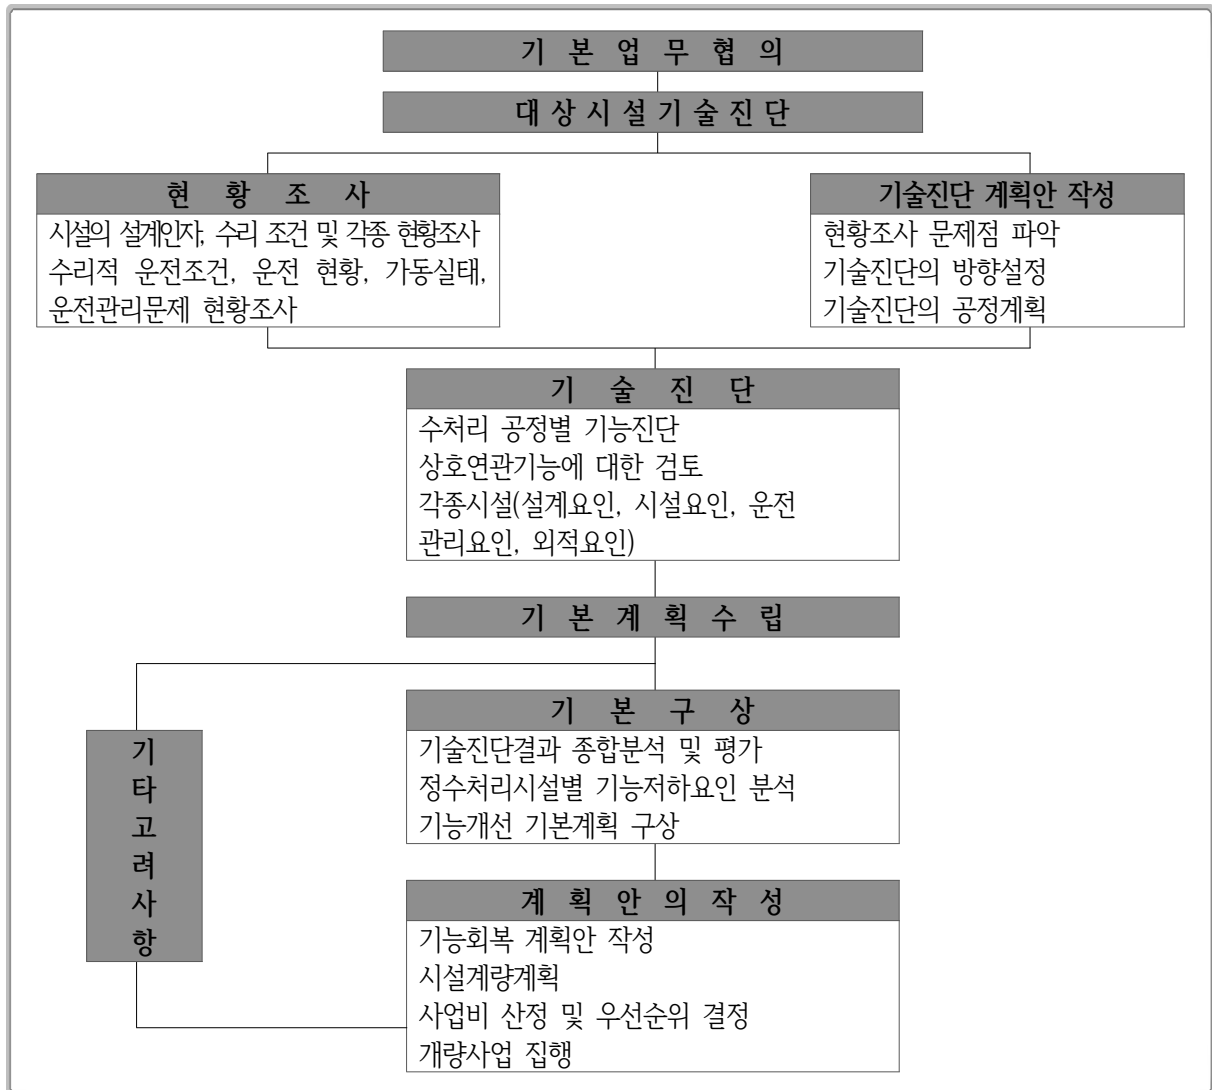 기 본 업 무 협 의
대 상 시 설 기 술 진 단
현 황 조 사
시설의 설계인자, 수리 조건 및 각종 현황조사
수리적 운전조건, 운전 현황, 가동실태,
운전관리문제 현황조사
기술진단 계획안 작성
현황조사 문제점 파악
기술진단의 방향설정
기술진단의 공정계획
기 술 진 단
수처리 공정별 기능진단
상호연관기능에 대한 검토
각종시설(설계요인, 시설요인, 운전
관리요인, 외적요인)
기 본 계 획 수 립
기 본 구 상
기술진단결과 종합분석 및 평가
정수처리시설별 기능저하요인 분석
기능개선 기본계획 구상
기
타
고
려
사
항
계 획 안 의 작 성
기능회복 계획안 작성
시설계량계획
사업비 산정 및 우선순위 결정
개량사업 집행